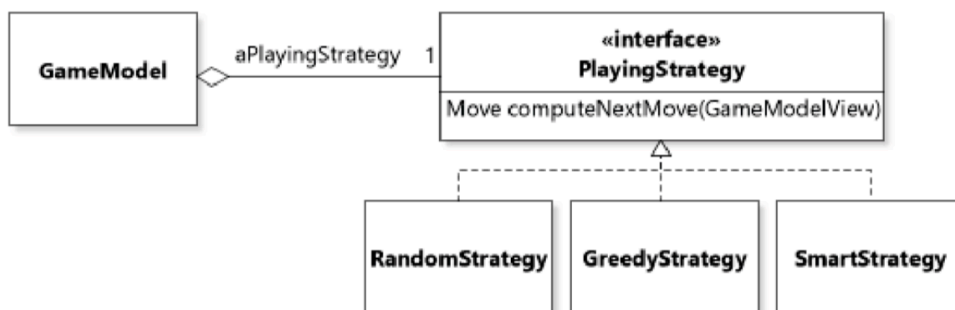 GameModel
aPlayingStrategy 1
«interface»
PlayingStrategy
Move computeNextMove(GameModelView)
RandomStrategy
GreedyStrategy
SmartStrategy